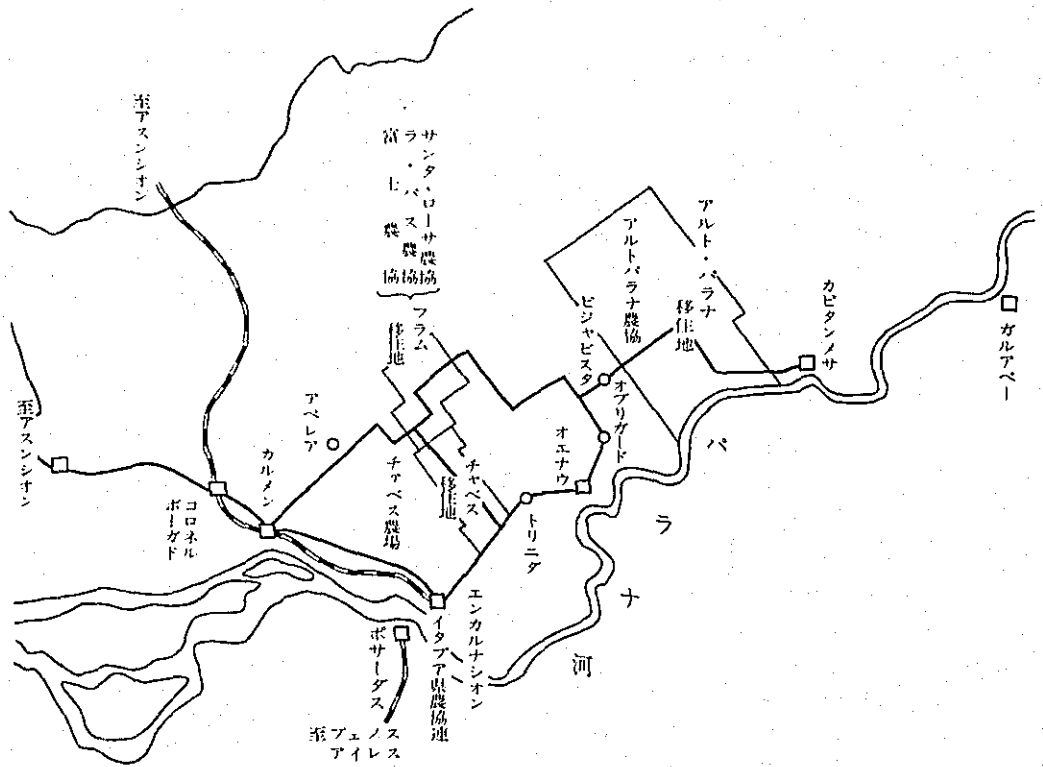 ガルアペー
カピタンメサ
アルト・パラナ
移住地
アルトパラナ農協
ピジャビスタ
オブリガード
オエナウ
トリニダ
パラナ河
サンタ・ローサ農協
ラ・パス農協
富士農協
フラム
移住地
チャベス
移住地
チャベス農場
アペレア
カルメン
コロネル
ボーガド
エンカルナシオン
イタプア県農協連
ポサーダス
至ブエノス
アイレス
至アスンシオン
至アスンシオン